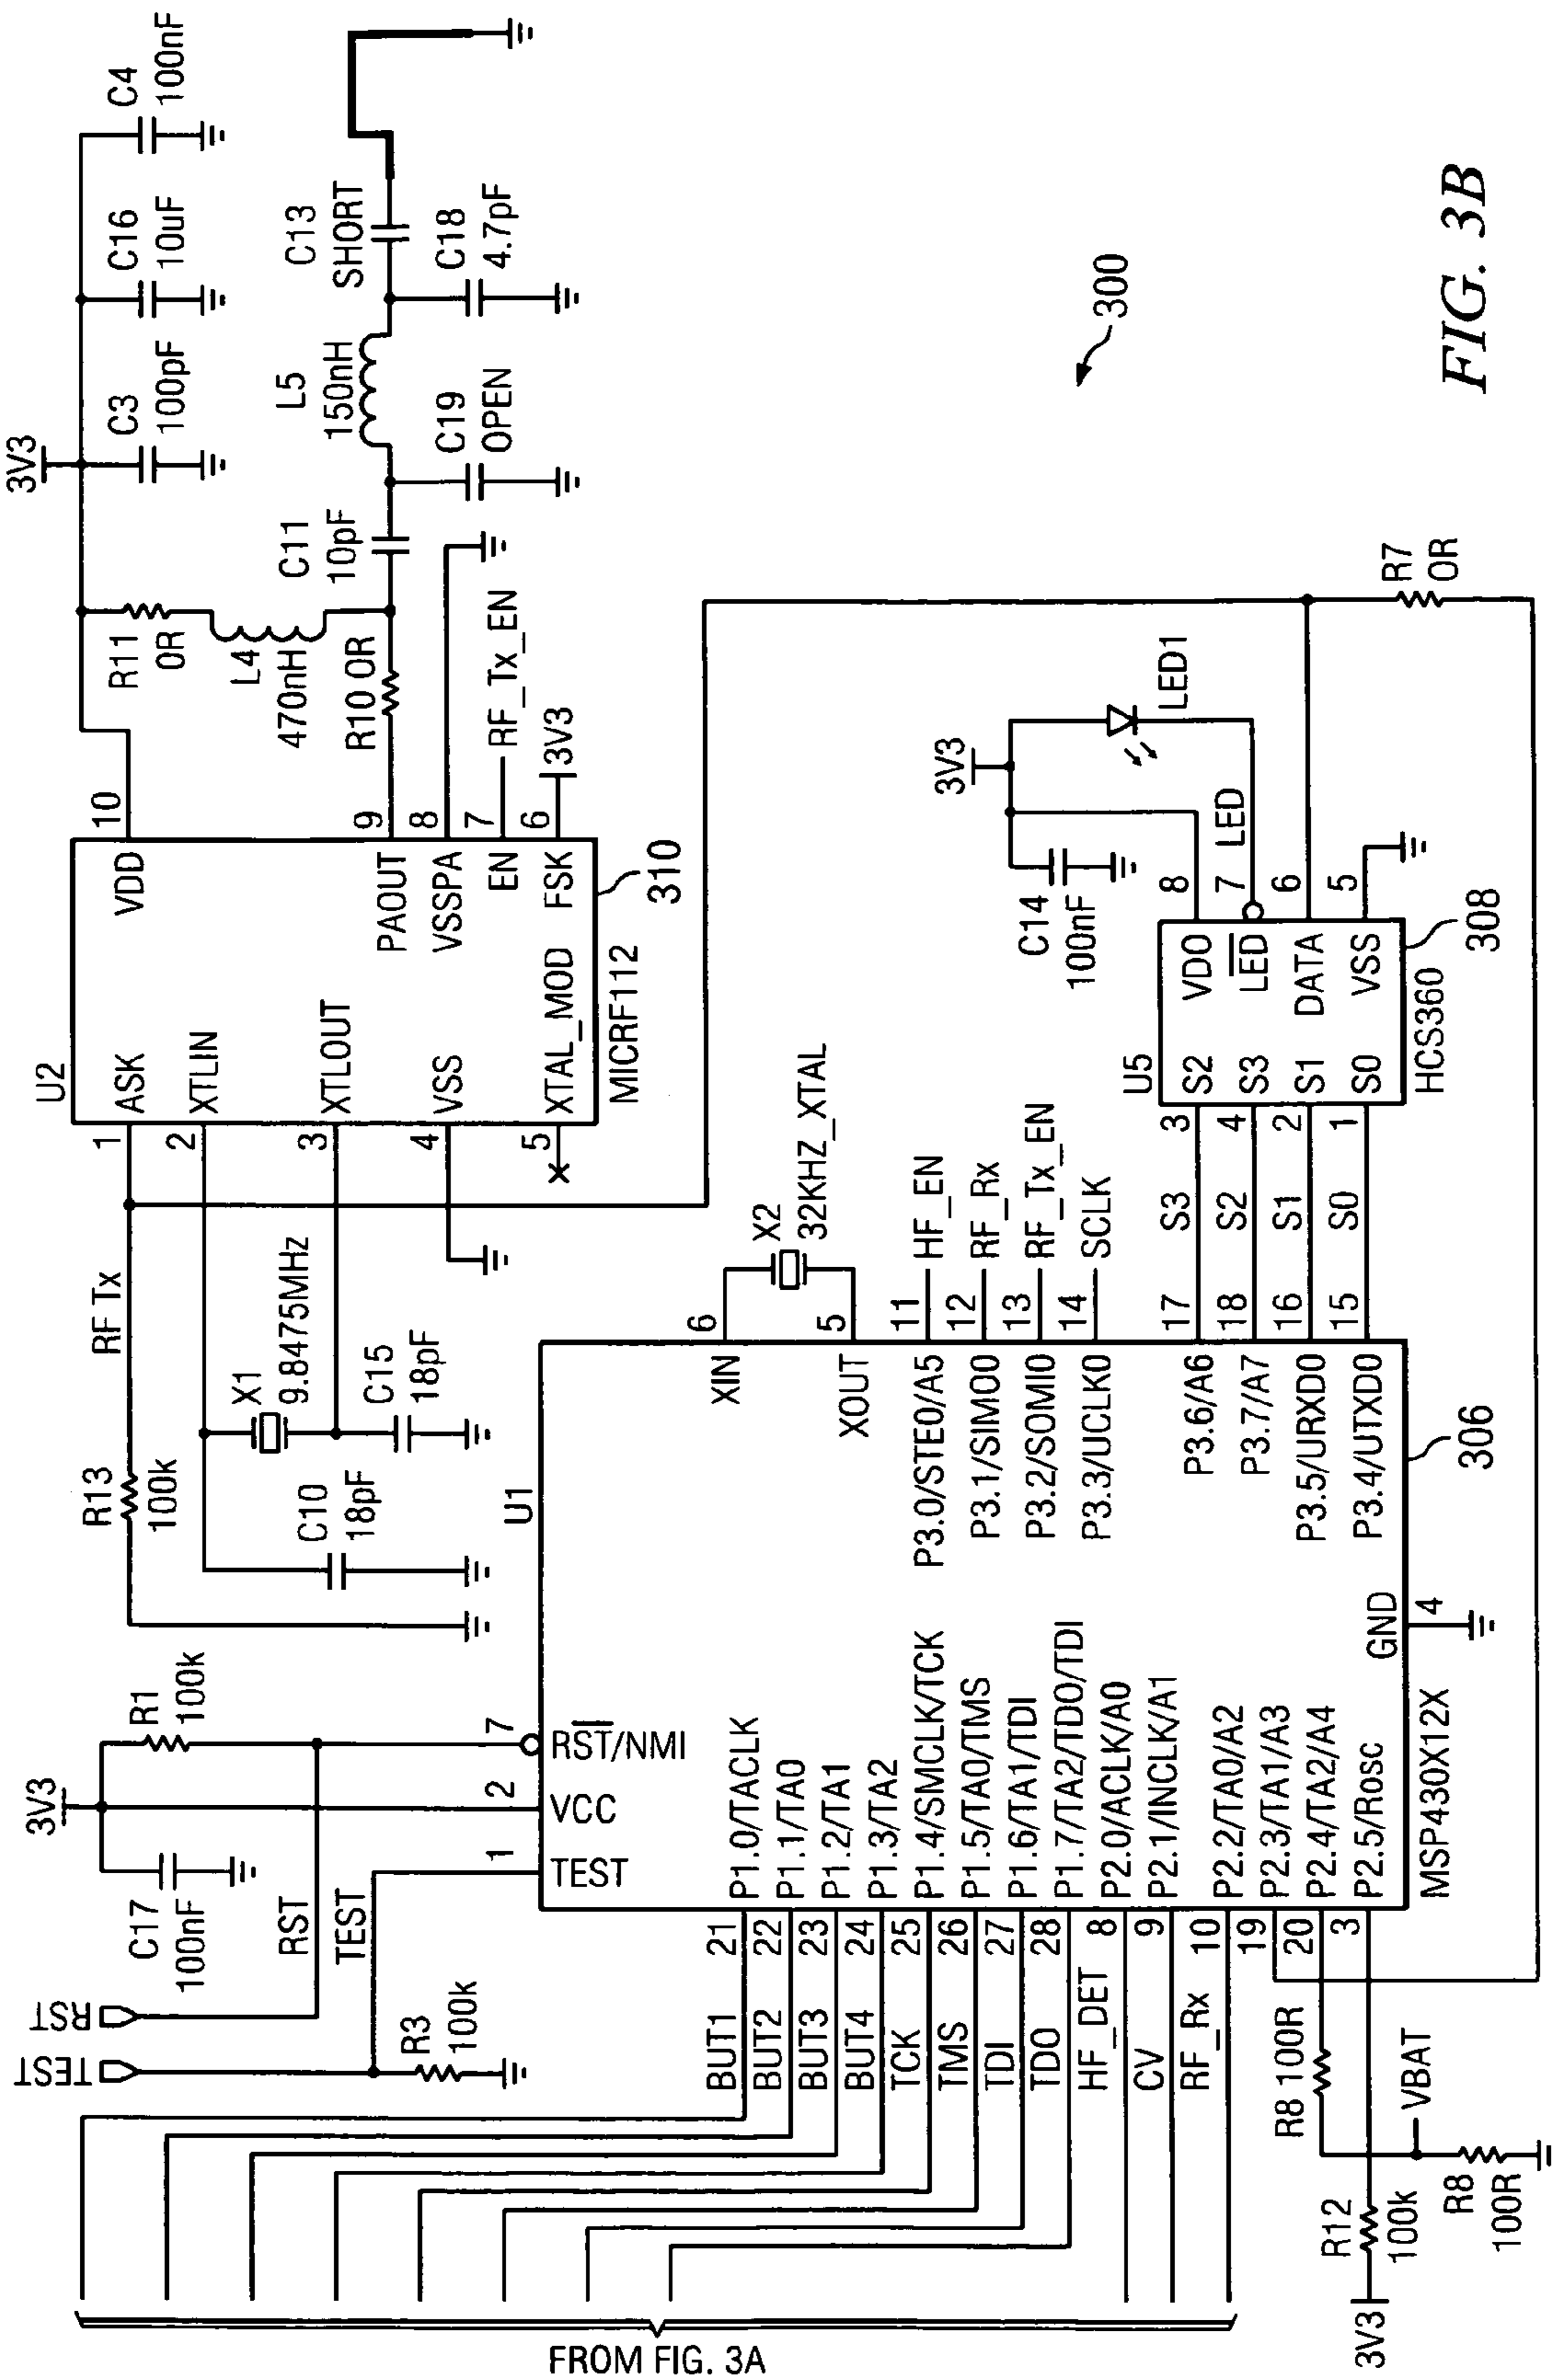 3V3
C3
100pF
C16
10uF
C4
100nF
R11
0R
L4
470nH
R10 0R
C11
10pF
L5
150nH
C19
OPEN
C13
SHORT
C18
4.7pF
U2
ASK
XTLIN
XTLOUT
VSS
XTAL_MOD
VDD
PAOUT
VSSPA
EN
FSK
1
2
3
4
5
10
9
8
7
6
RF_Tx_EN
3V3
MICRF112
310
RF Tx
R13
100k
X1
9.8475MHz
C15
18pF
C10
18pF
3V3
R1
100k
C17
100nF
RST
TEST
RST
TEST
R3
100k
7
2
1
U1
RST/NMI
VCC
TEST
XIN
6
XOUT
5
X2
32KHZ_XTAL
P3.0/STE0/A5
11
HF_EN
P3.1/SIMO0
12
RF_Rx
P3.2/SOMI0
13
RF_Tx_EN
P3.3/UCLK0
14
SCLK
P3.6/A6
17
S3
3
P3.7/A7
18
S2
4
P3.5/URXD0
16
S1
2
P3.4/UTXD0
15
S0
1
BUT1
21
P1.0/TACLK
BUT2
22
P1.1/TA0
BUT3
23
P1.2/TA1
BUT4
24
P1.3/TA2
TCK
25
P1.4/SMCLK/TCK
TMS
26
P1.5/TA0/TMS
TDI
27
P1.6/TA1/TDI
TDO
28
P1.7/TA2/TDO/TDI
HF_DET
8
P2.0/ACLK/A0
CV
9
P2.1/INCLK/A1
RF_Rx
10
P2.2/TA0/A2
19
P2.3/TA1/A3
20
P2.4/TA2/A4
3
P2.5/Rosc
GND
4
MSP430X12X
306
U5
S2
S3
S1
S0
VDO
LED
DATA
VSS
8
7
6
5
LED
HCS360
308
3V3
C14
100nF
LED1
R7
0R
R8 100R
VBAT
R8
100R
R12
100k
3V3
FROM FIG. 3A
300
FIG. 3B